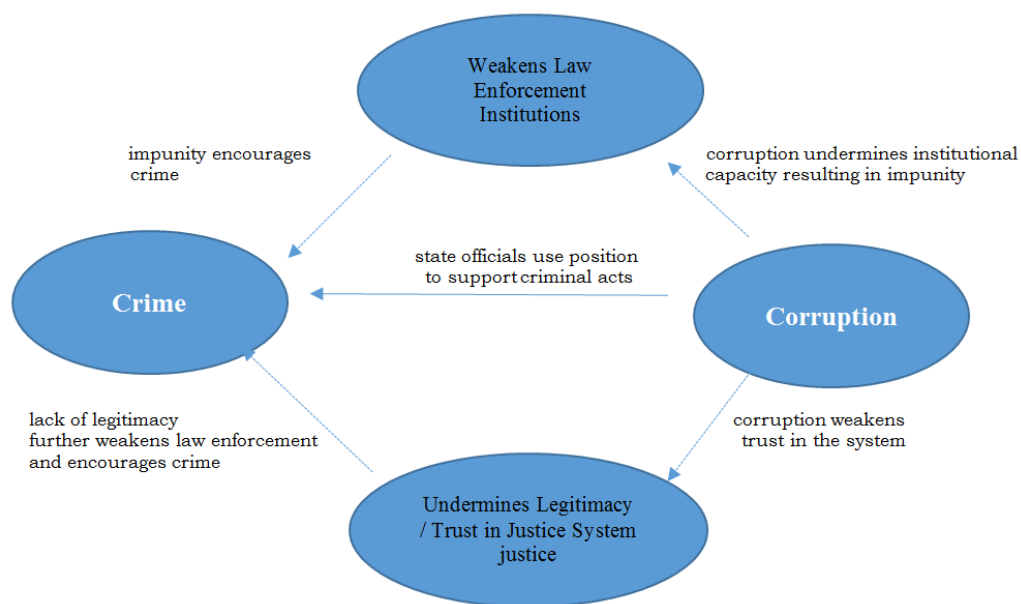 Weakens Law
Enforcement
Institutions
impunity encourages
crime
corruption undermines institutional
capacity resulting in impunity
state officials use position
to support criminal acts
Crime
Corruption
lack of legitimacy
further weakens law enforcement
and encourages crime
corruption weakens
trust in the system
Undermines Legitimacy
/ Trust in Justice System
justice